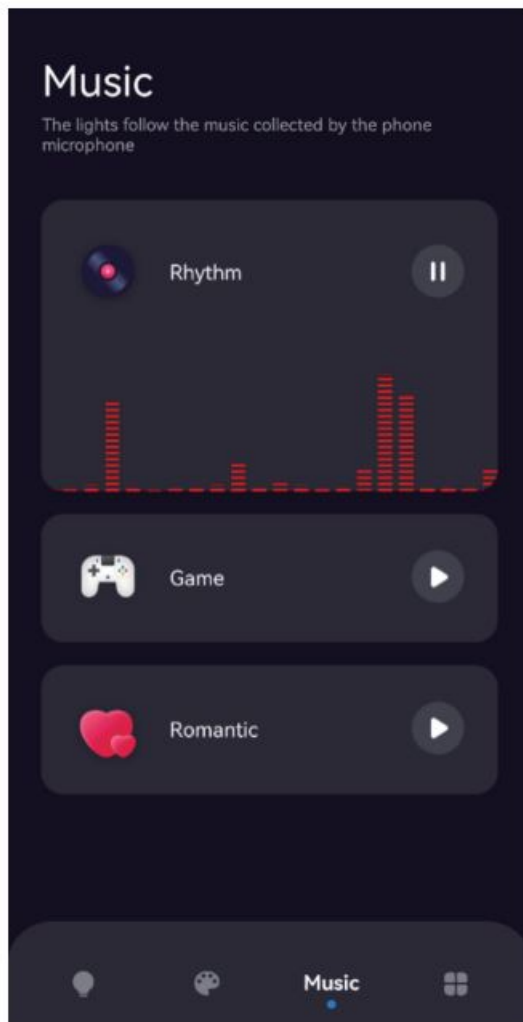 Music
The lights follow the music collected by the phone
microphone
Rhythm
Game
Romantic
Music